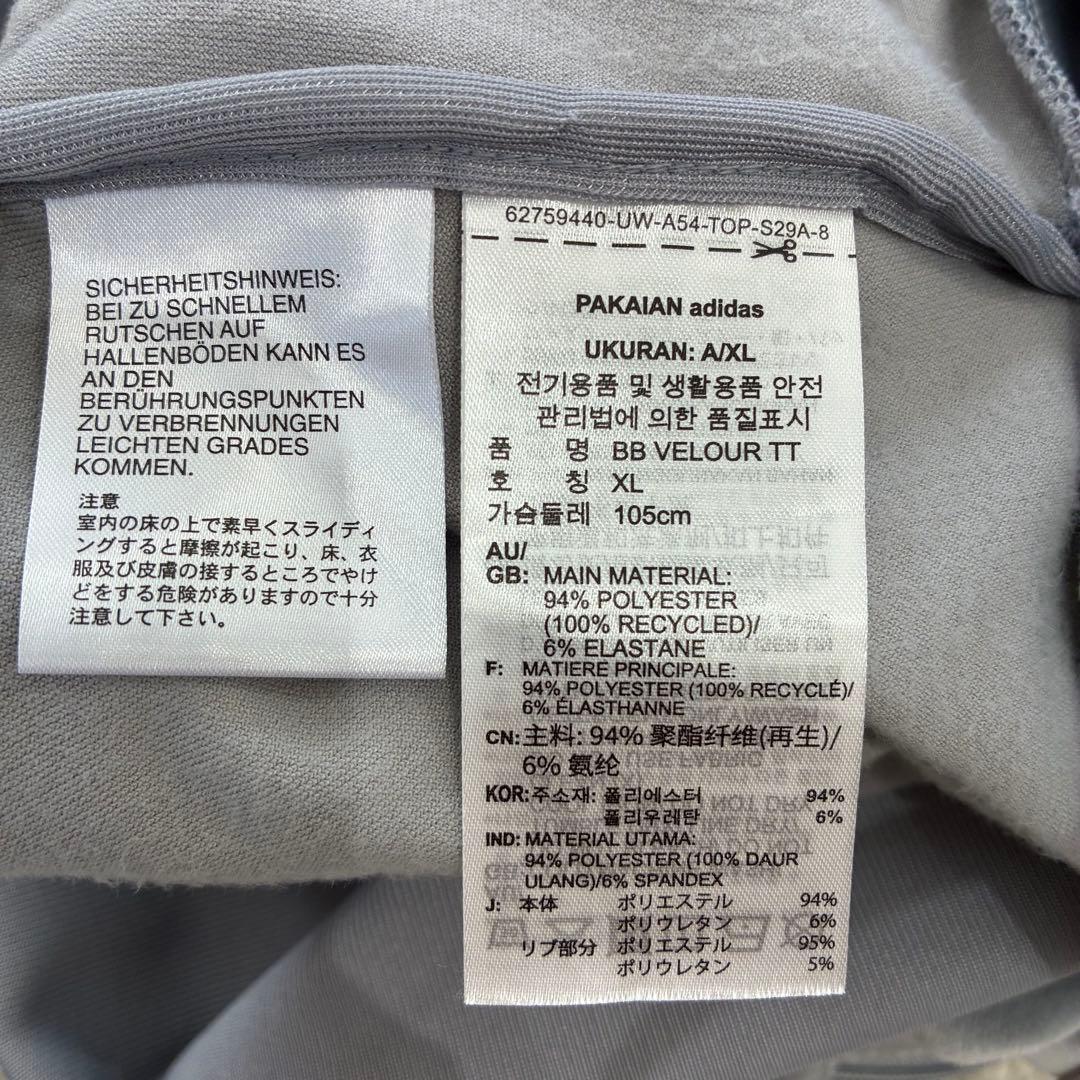 SICHERHEITSHINWEIS:
BEI ZU SCHNELLEM
RUTSCHEN AUF
HALLENBÖDEN KANN ES
AN DEN
BERÜHRUNGSPUNKTEN
ZU VERBRENNUNGEN
LEICHTEN GRADES
KOMMEN.
注意
室内の床の上で素早くスライディ
ングすると摩擦が起こり、床、衣
服及び皮膚の接するところでやけ
どをする危険がありますので十分
注意して下さい。
62759440-UW-A54-TOP-S29A-8
PAKAIAN adidas
UKURAN: A/XL
전기용품 및 생활용품 안전
관리법에 의한 품질표시
품 명 BB VELOUR TT
호 칭 XL
가슴둘레 105cm
AU/
GB: MAIN MATERIAL:
94% POLYESTER
(100% RECYCLED)/
6% ELASTANE
F: MATIERE PRINCIPALE:
94% POLYESTER (100% RECYCLÉ)/
6% ÉLASTHANNE
CN: 主料: 94% 聚酯纤维(再生)/
6% 氨纶
KOR: 주소재: 폴리에스터 94%
폴리우레탄 6%
IND: MATERIAL UTAMA:
94% POLYESTER (100% DAUR
ULANG)/6% SPANDEX
J: 本体 ポリエステル 94%
ポリウレタン 6%
リブ部分 ポリエステル 95%
ポリウレタン 5%